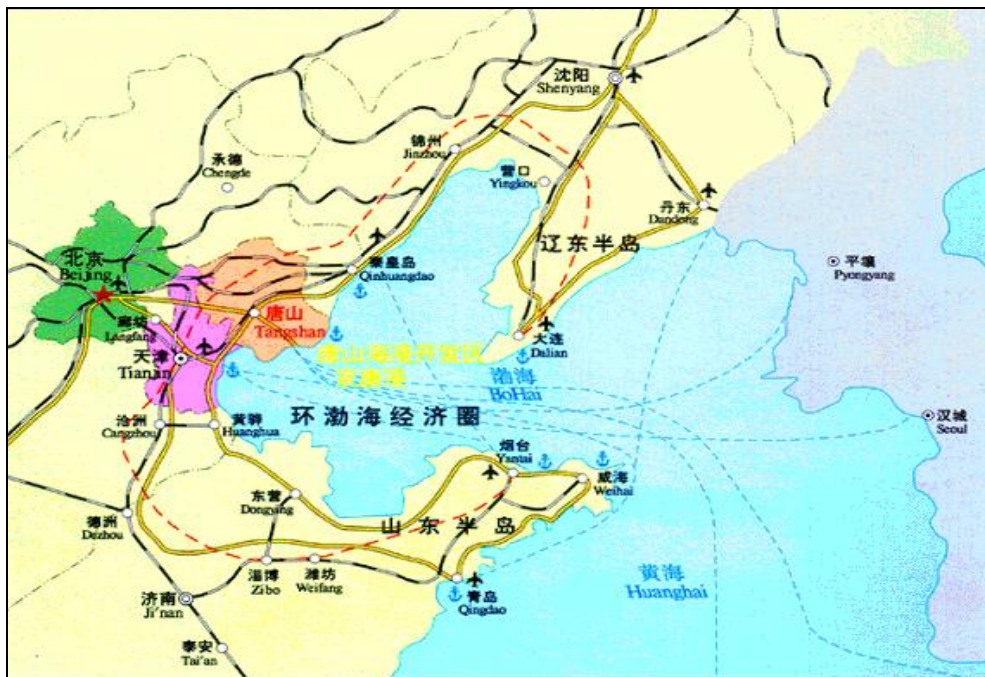 沈阳
Shenyang
锦州
Jinzhou
承德
Chengde
营口
Yingkou
丹东
Dandong
辽东半岛
北京
Beijing
秦皇岛
Qinhuangdao
平壤
Pyongyang
唐山
Tangshan
廊坊
Langfang
天津
Tianjin
大连
Dalian
唐山海港开发区
京唐港
渤海
BoHai
沧洲
Cangzhou
黄骅
Huanghua
环渤海经济圈
汉城
Seoul
烟台
Yantai
威海
Weihai
东营
Dongyang
山东半岛
德洲
Dezhou
淄博
Zibo
潍坊
Weifang
青岛
Qingdao
黄海
Huanghai
济南
Ji'nan
泰安
Tai'an